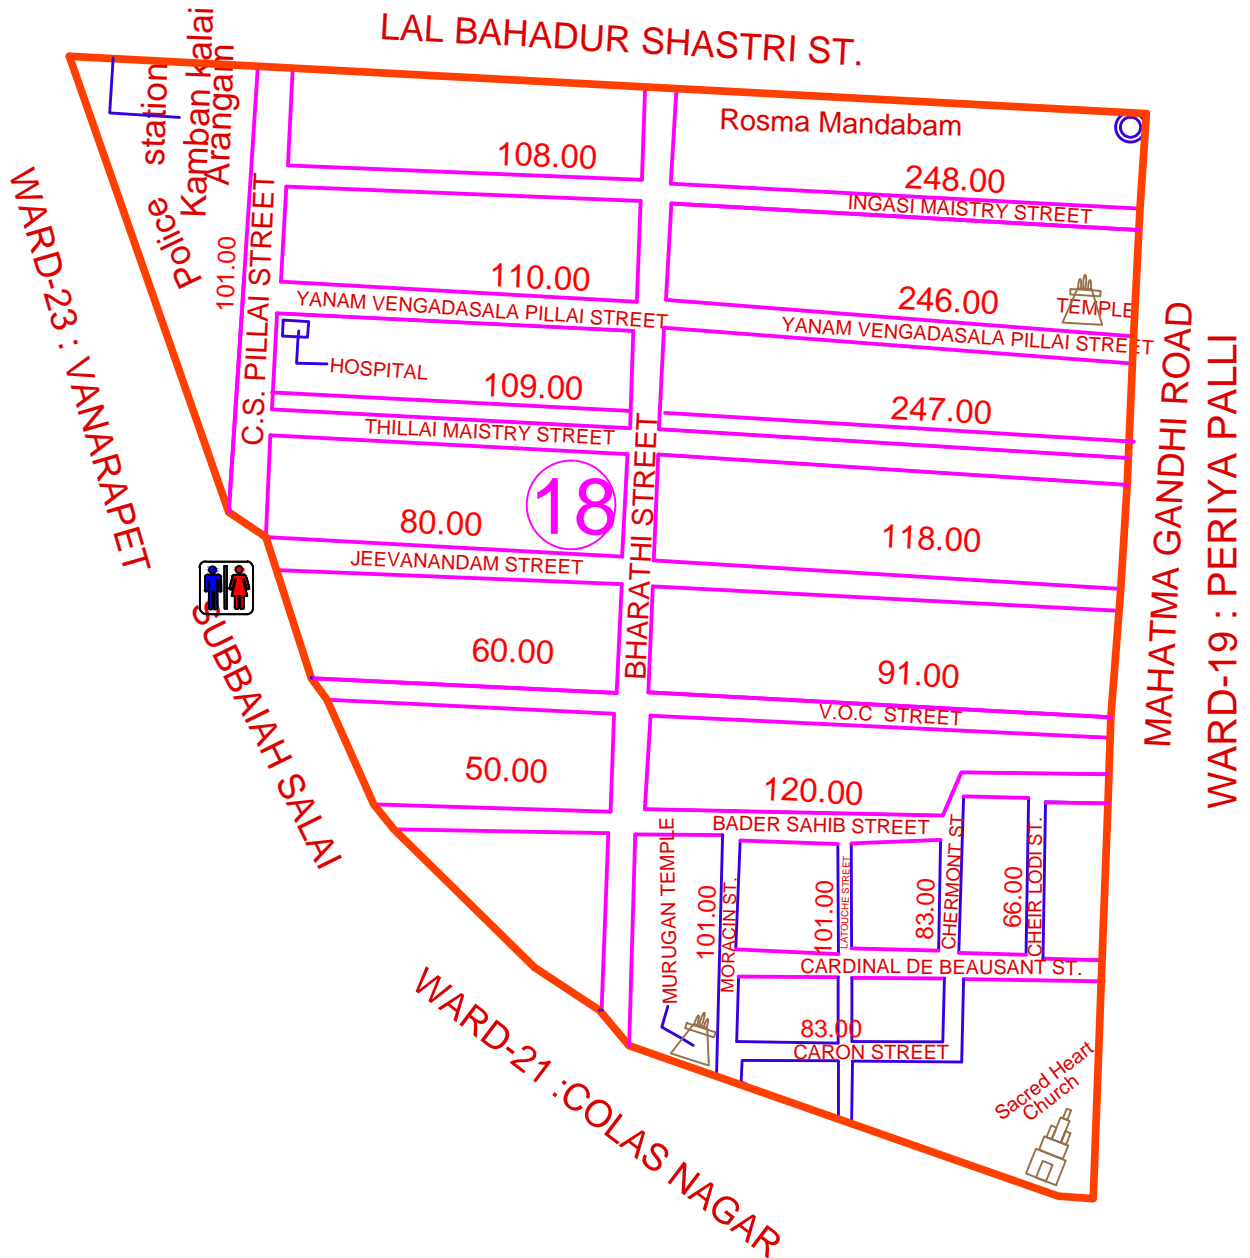 LAL BAHADUR SHASTRI ST.
Police station
Kamban kalai
Arangam
Rosma Mandabam
108.00
248.00
INGASI MAISTRY STREET
WARD-23 : VANARAPET
101.00
C.S. PILLAI STREET
110.00
246.00
TEMPLE
YANAM VENGADASALA PILLAI STREET
YANAM VENGADASALA PILLAI STREET
HOSPITAL
109.00
247.00
THILLAI MAISTRY STREET
BHARATHI STREET
MAHATMA GANDHI ROAD
WARD-19 : PERIYA PALLI
18
80.00
118.00
JEEVANANDAM STREET
60.00
91.00
V.O.C STREET
SUBBAIAH SALAI
50.00
120.00
BADER SAHIB STREET
MURUGAN TEMPLE
101.00
MORACIN ST.
101.00
LATOUCHE STREET
83.00
CHERMONT ST
66.00
CHEIR LODI ST.
CARDINAL DE BEAUSANT ST.
83.00
CARON STREET
WARD-21 :COLAS NAGAR
Sacred Heart
Church